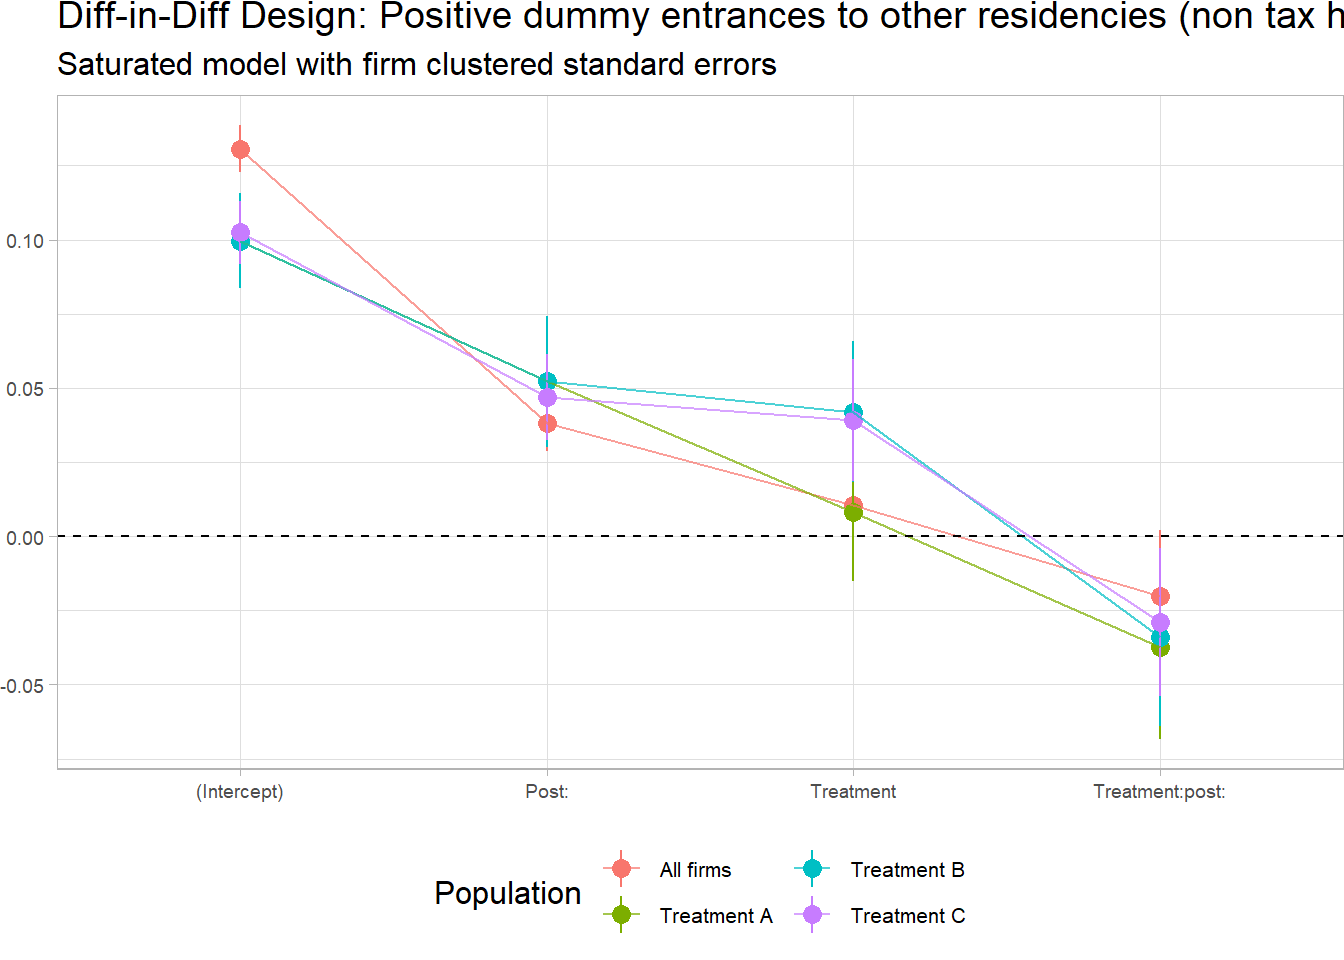 Diff-in-Diff Design: Positive dummy entrances to other residencies (non tax h
Saturated model with firm clustered standard errors
0.10
0.05
0.00
-0.05
(Intercept) Post: Treatment Treatment:post:
Population
All firms Treatment B
Treatment A Treatment C